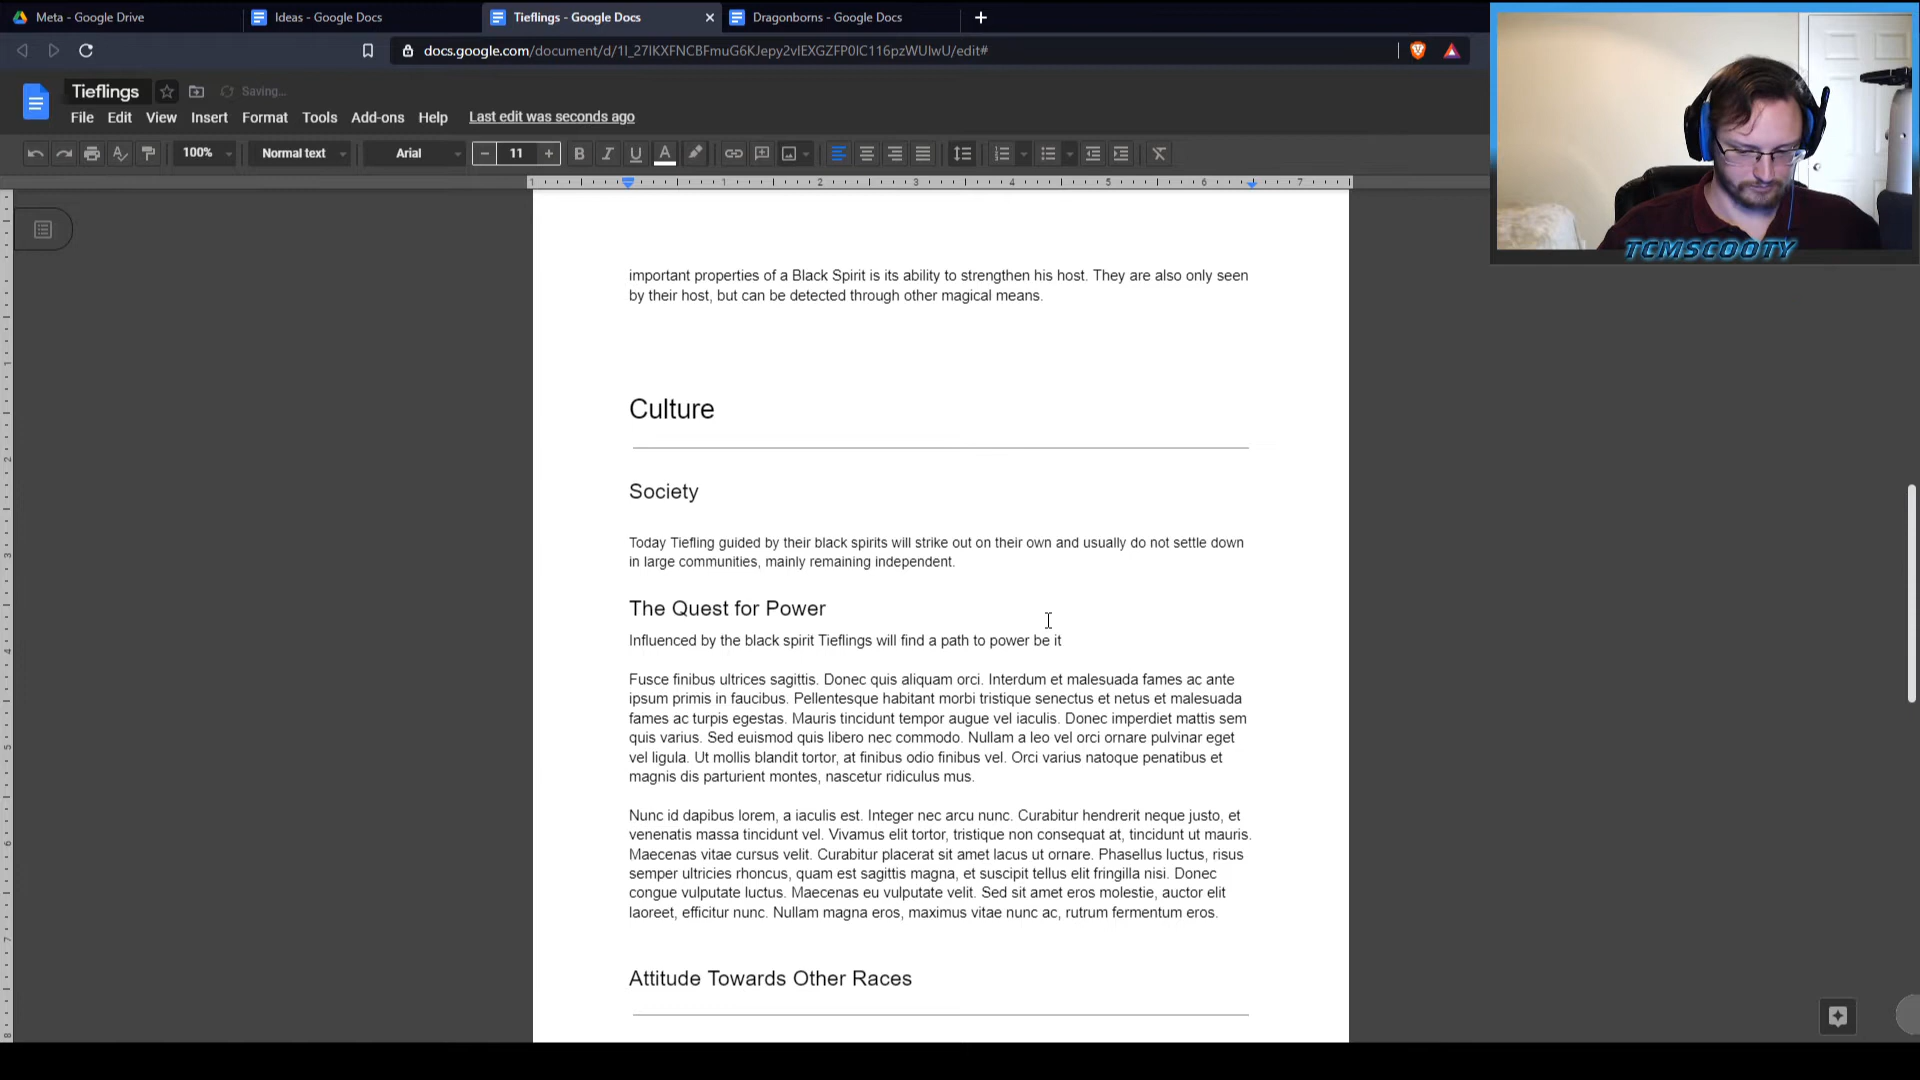 Meta - Google Drive
Ideas - Google Docs
Tieflings - Google Docs
Dragonborns - Google Docs
docs.google.com/document/d/1I_27IKXFNCBFmuG6KJepy2vIEXGZFP0IC116pzWUIwU/edit#
Tieflings
Saving...
File Edit View Insert Format Tools Add-ons Help Last edit was seconds ago
100% Normal text Arial 11
1 1 2 3 4 5 6 7
important properties of a Black Spirit is its ability to strengthen his host. They are also only seen
by their host, but can be detected through other magical means.
Culture
Society
Today Tiefling guided by their black spirits will strike out on their own and usually do not settle down
in large communities, mainly remaining independent.
The Quest for Power
Influenced by the black spirit Tieflings will find a path to power be it
Fusce finibus ultrices sagittis. Donec quis aliquam orci. Interdum et malesuada fames ac ante
ipsum primis in faucibus. Pellentesque habitant morbi tristique senectus et netus et malesuada
fames ac turpis egestas. Mauris tincidunt tempor augue vel iaculis. Donec imperdiet mattis sem
quis varius. Sed euismod quis libero nec commodo. Nullam a leo vel orci ornare pulvinar eget
vel ligula. Ut mollis blandit tortor, at finibus odio finibus vel. Orci varius natoque penatibus et
magnis dis parturient montes, nascetur ridiculus mus.
Nunc id dapibus lorem, a iaculis est. Integer nec arcu nunc. Curabitur hendrerit neque justo, et
venenatis massa tincidunt vel. Vivamus elit tortor, tristique non consequat at, tincidunt ut mauris.
Maecenas vitae cursus velit. Curabitur placerat sit amet lacus ut ornare. Phasellus luctus, risus
semper ultricies rhoncus, quam est sagittis magna, et suscipit tellus elit fringilla nisi. Donec
congue vulputate luctus. Maecenas eu vulputate velit. Sed sit amet eros molestie, auctor elit
laoreet, efficitur nunc. Nullam magna eros, maximus vitae nunc ac, rutrum fermentum eros.
Attitude Towards Other Races
TCMSCOOTY